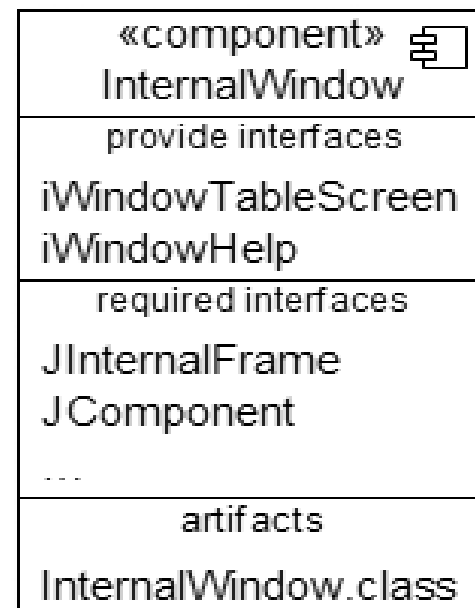 «component»
InternalWindow
provide interfaces
iWindowTableScreen
iWindowHelp
required interfaces
JInternalFrame
JComponent
...
artifacts
InternalWindow.class